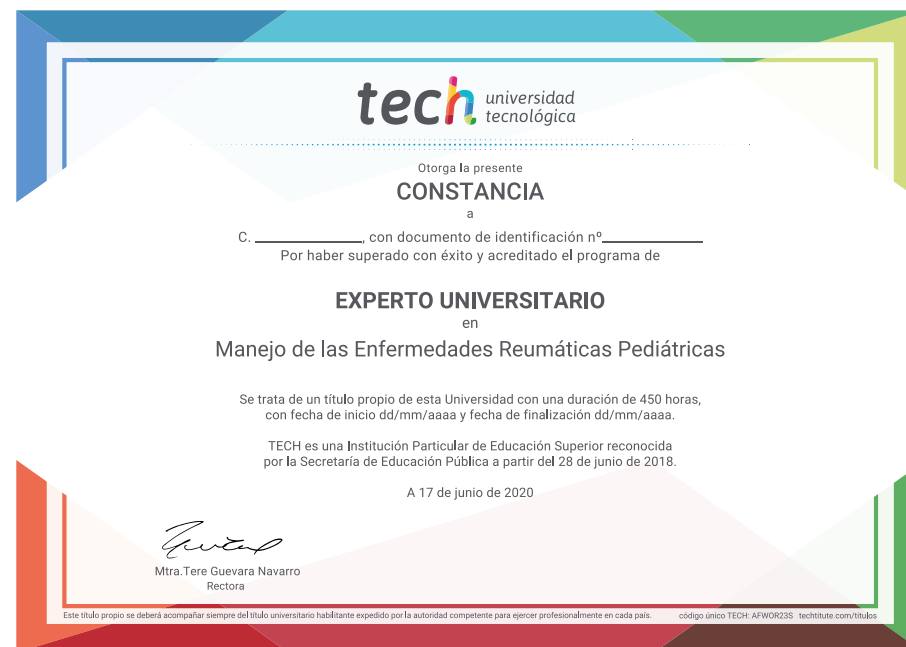 tech universidad
tecnológica
Otorga la presente
CONSTANCIA
a
C. ____________, con documento de identificación nº____________
Por haber superado con éxito y acreditado el programa de
EXPERTO UNIVERSITARIO
en
Manejo de las Enfermedades Reumáticas Pediátricas
Se trata de un título propio de esta Universidad con una duración de 450 horas,
con fecha de inicio dd/mm/aaaa y fecha de finalización dd/mm/aaaa.
TECH es una Institución Particular de Educación Superior reconocida
por la Secretaría de Educación Pública a partir del 28 de junio de 2018.
A 17 de junio de 2020
Mtra.Tere Guevara Navarro
Rectora
Este título propio se deberá acompañar siempre del título universitario habilitante expedido por la autoridad competente para ejercer profesionalmente en cada país. código único TECH: AFWOR23S techtitute.com/titulos